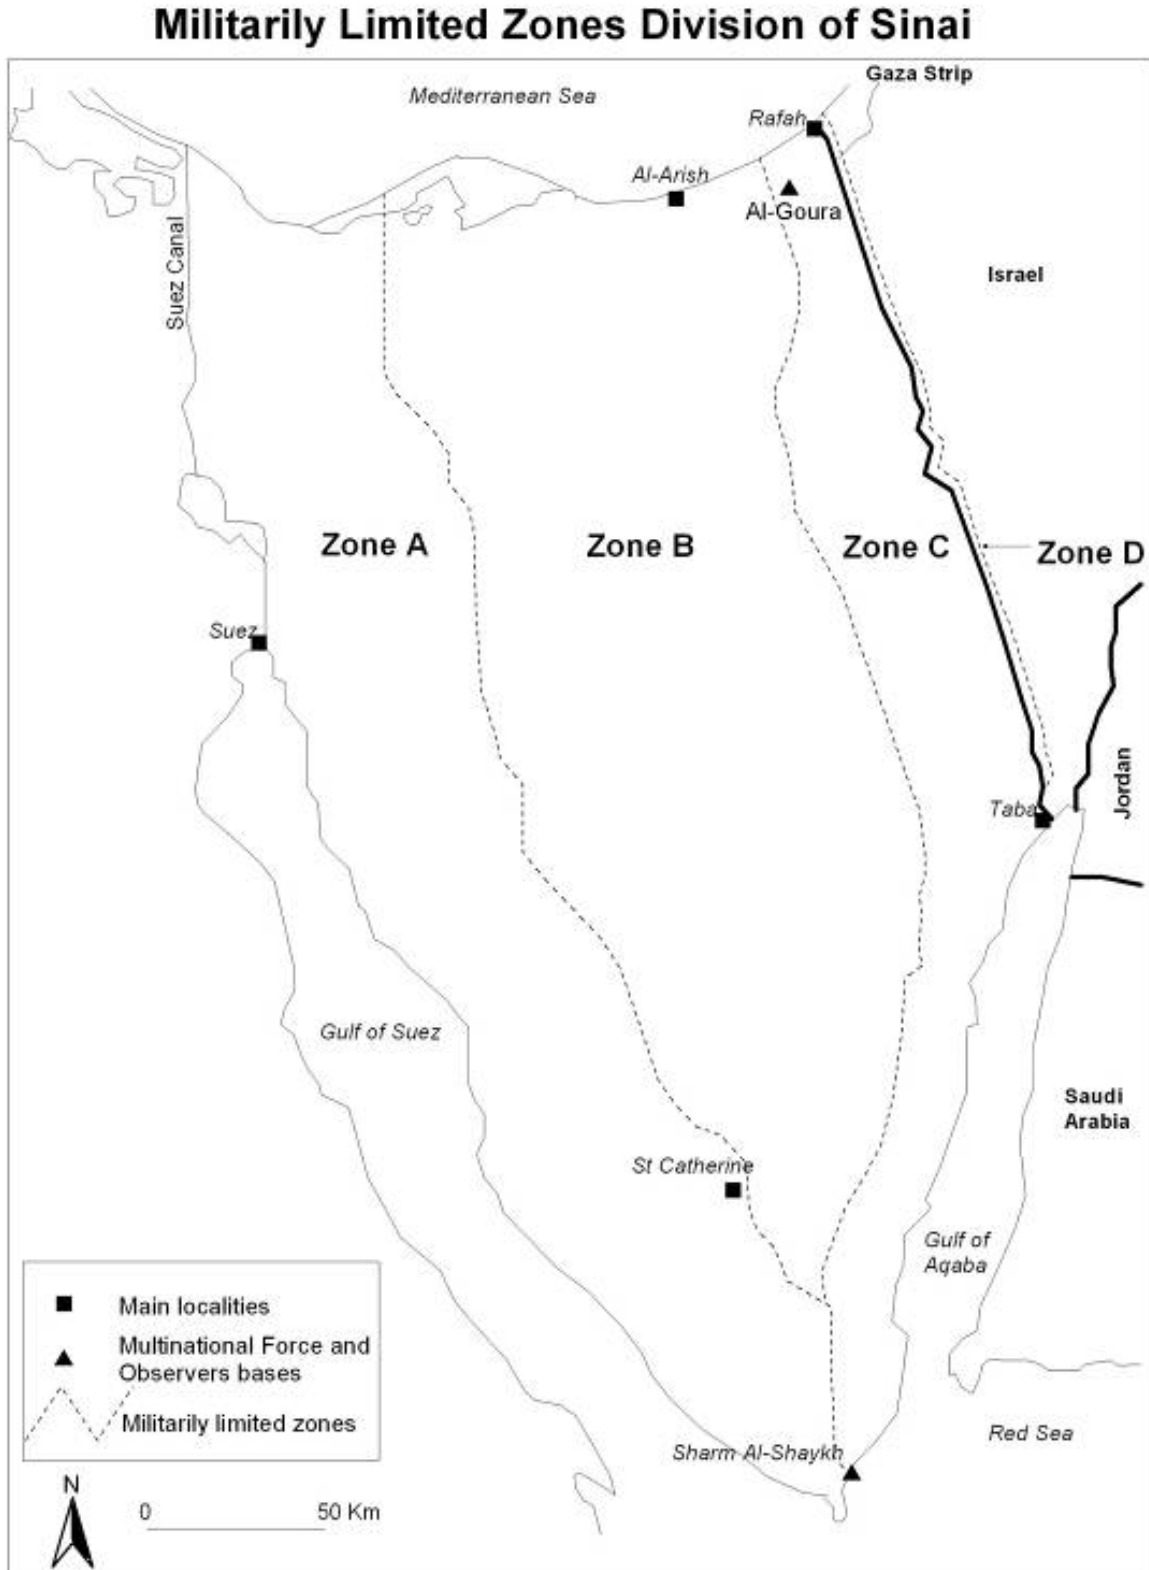 Militarily Limited Zones Division of Sinai
Gaza Strip
Mediterranean Sea
Rafah
Al-Arish
Al-Goura
Suez Canal
Israel
Zone A
Zone B
Zone C
Zone D
Suez
Jordan
Taba
Gulf of Suez
Saudi
Arabia
St Catherine
Gulf of
Aqaba
Main localities
Multinational Force and
Observers bases
Militarily limited zones
Red Sea
Sharm Al-Shaykh
N
0 50 Km